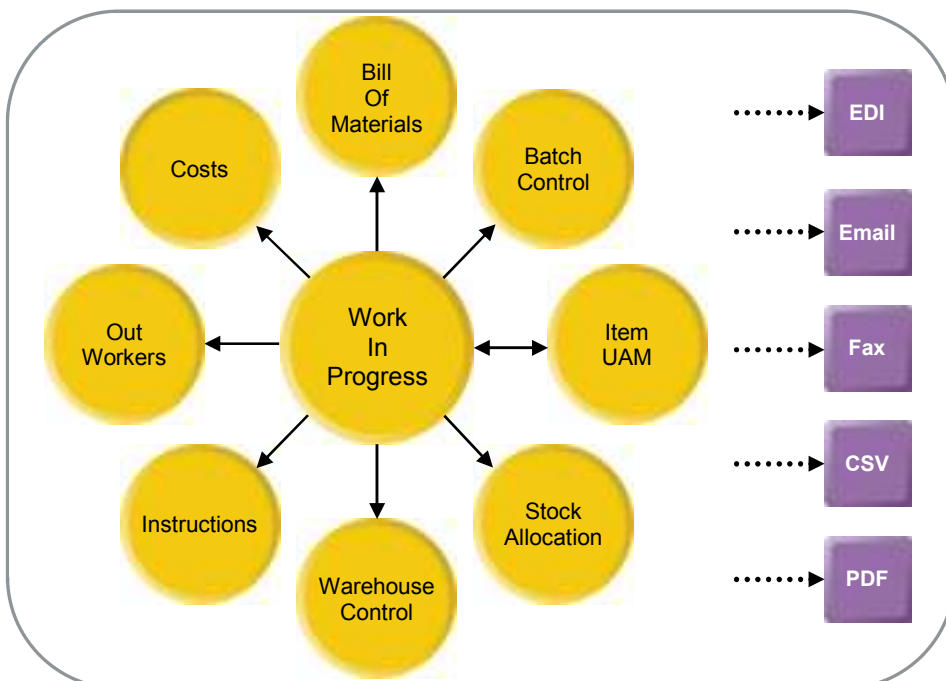 Bill
Of
Materials
Costs
Batch
Control
Out
Workers
Work
In
Progress
Item
UAM
Instructions
Stock
Allocation
Warehouse
Control
EDI
Email
Fax
CSV
PDF